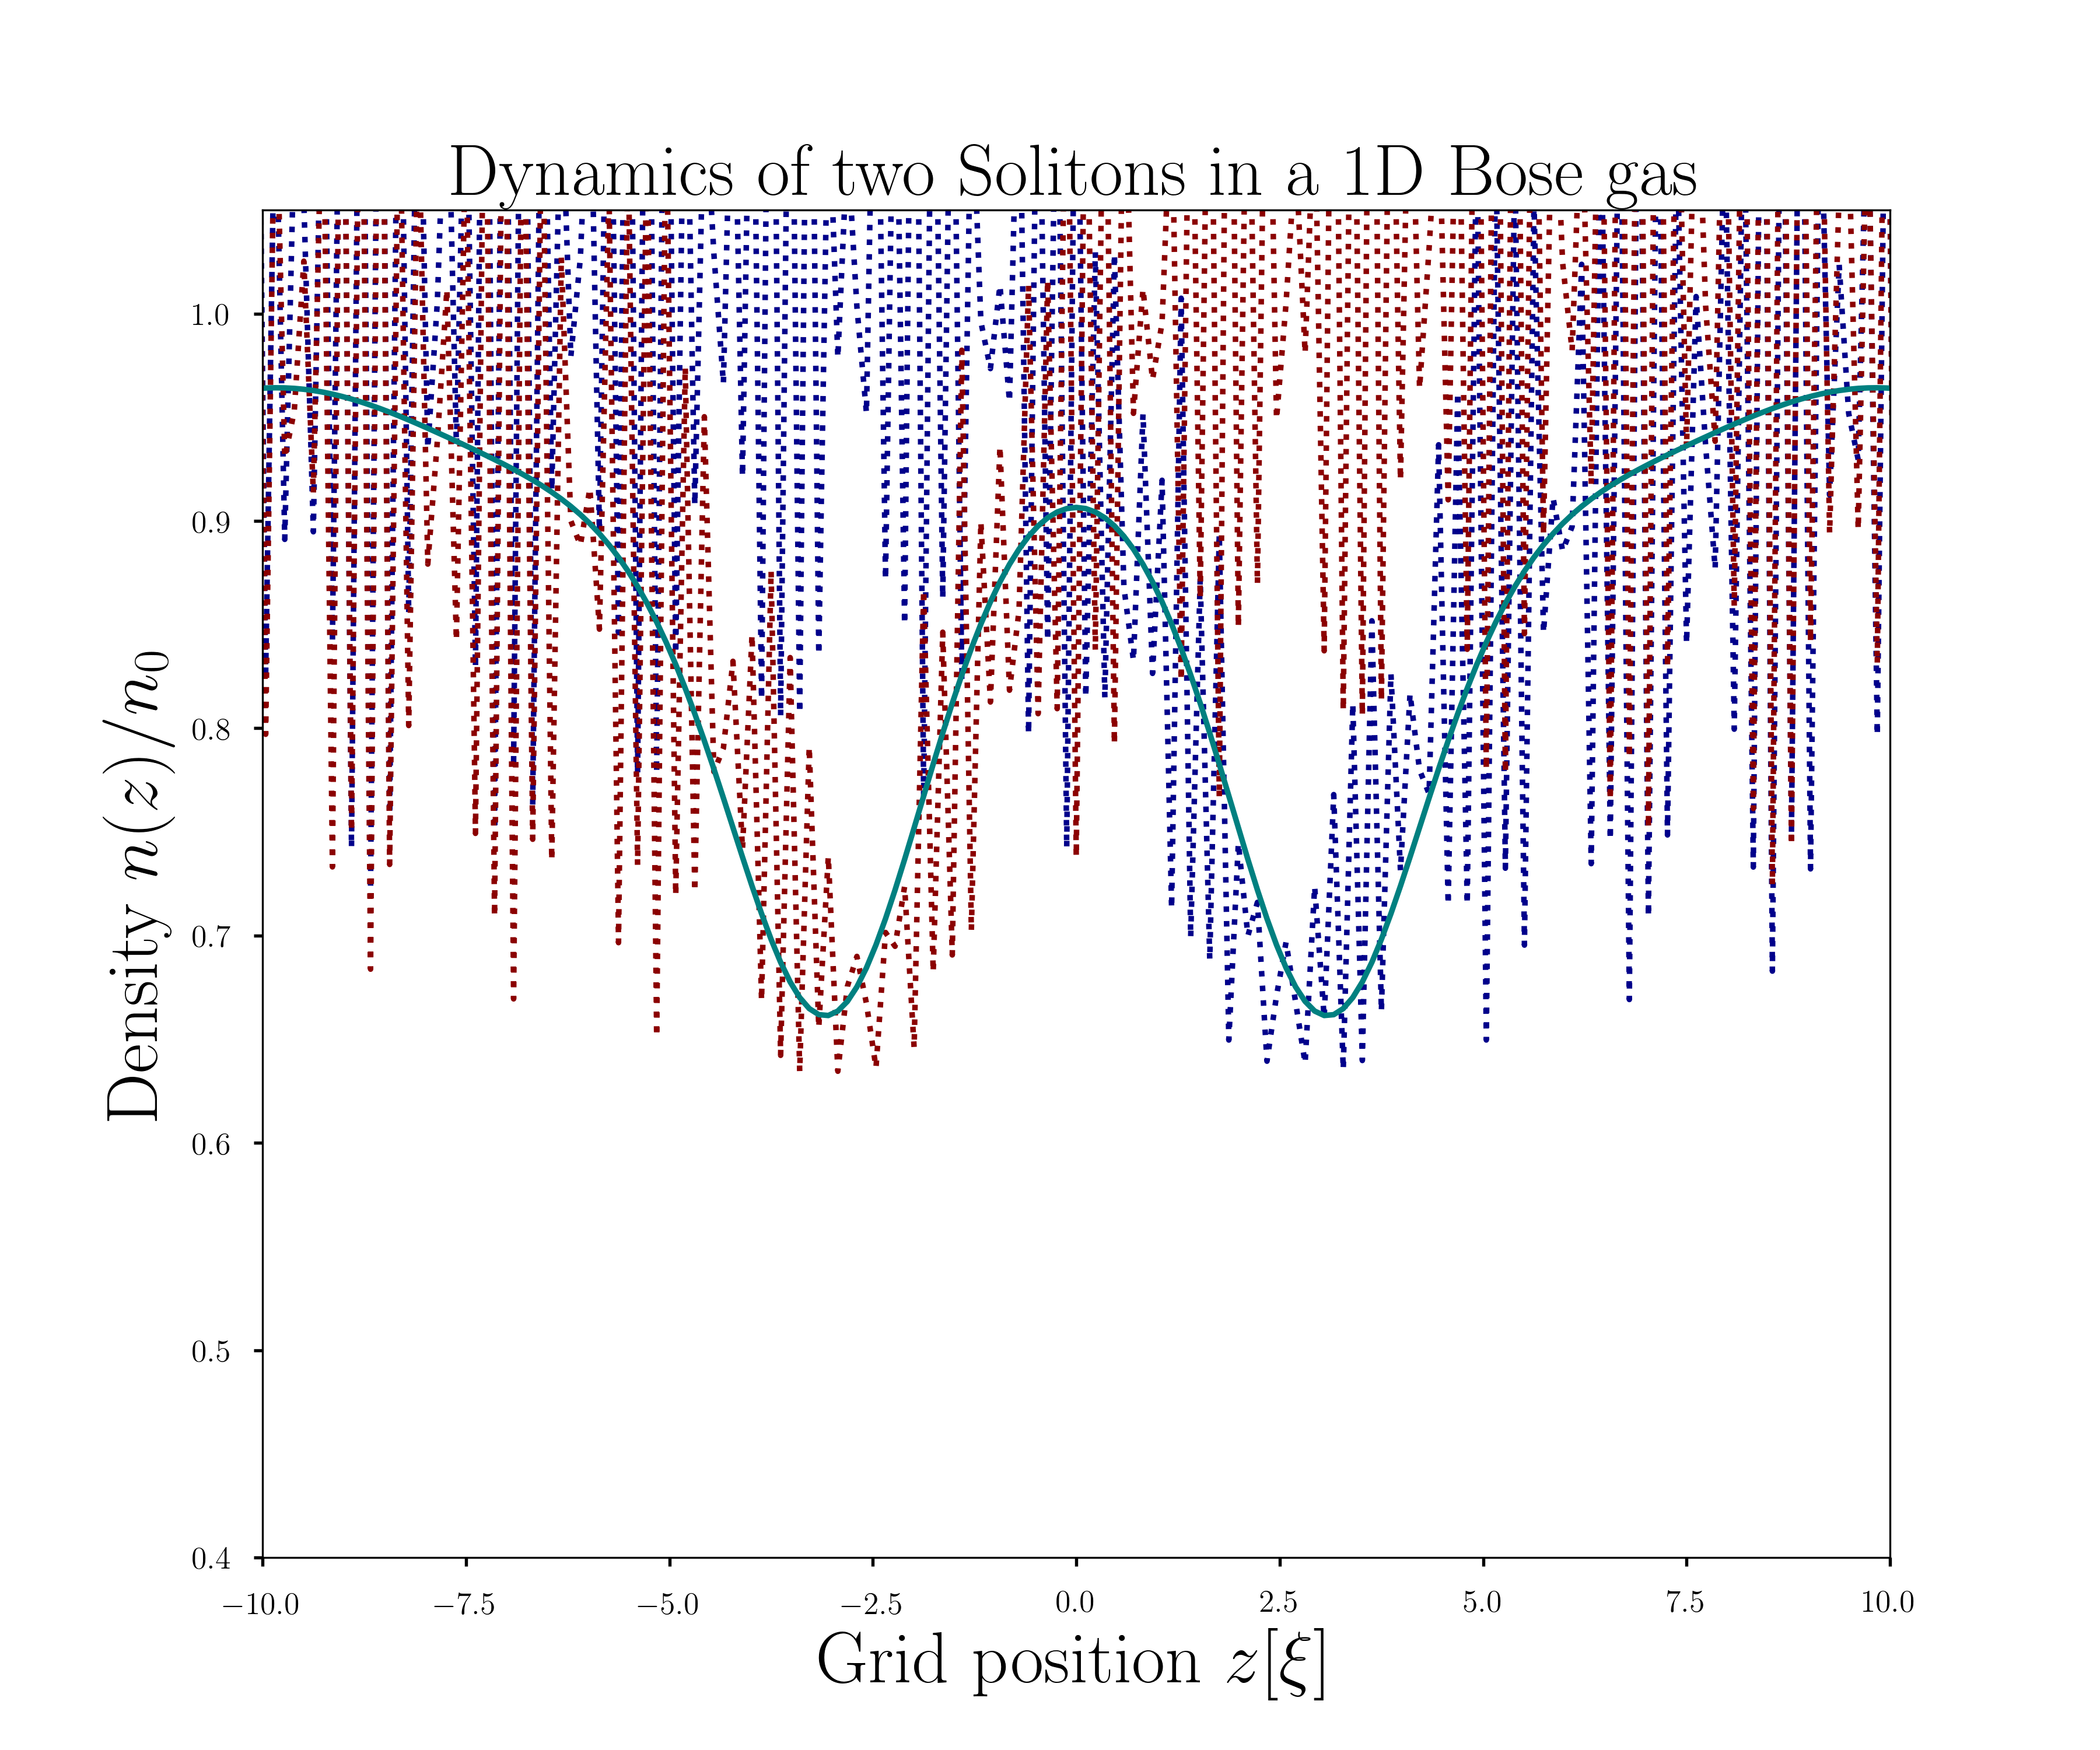 Dynamics of two Solitons in a 1D Bose gas
Density n(z)/n₀
1.0
0.9
0.8
0.7
0.6
0.5
0.4
−10.0 −7.5 −5.0 −2.5 0.0 2.5 5.0 7.5 10.0
Grid position z[ξ]